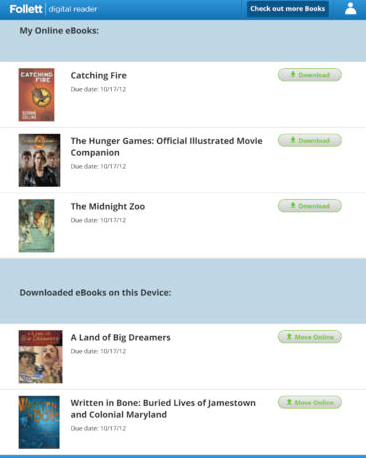 Follett | digital reader
Check out more Books
My Online eBooks:
CATCHING
FIRE
SUZANNE
COLLINS
Catching Fire
Due date: 10/17/12
Download
The Hunger Games: Official Illustrated Movie
Companion
Due date: 10/17/12
Download
The Midnight Zoo
Due date: 10/17/12
Download
Downloaded eBooks on this Device:
A LAND OF
BIG DREAMERS
A Land of Big Dreamers
Due date: 10/17/12
Move Online
WRITTEN
IN BONE
Written in Bone: Buried Lives of Jamestown
and Colonial Maryland
Due date: 10/17/12
Move Online